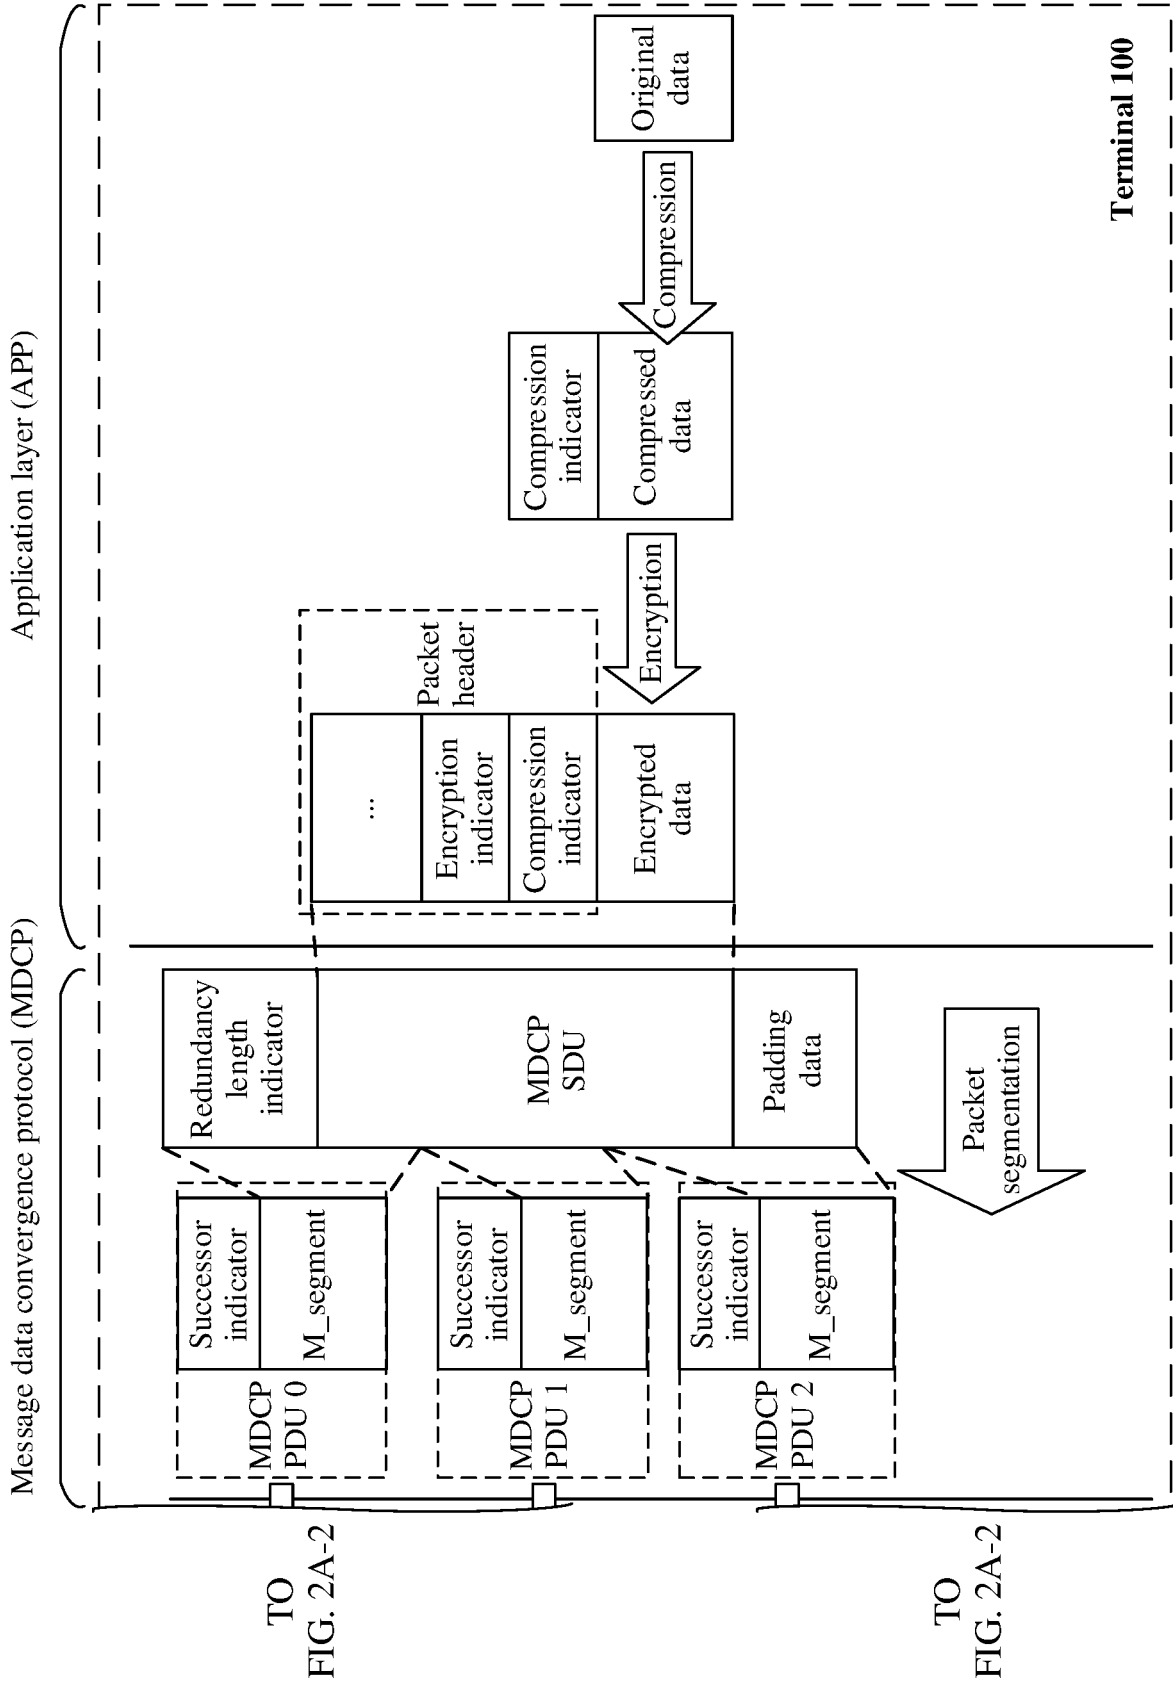 Application layer (APP)
Original
data
Compression
Compression
indicator
Compressed
data
Encryption
Packet
header
...
Encryption
indicator
Compression
indicator
Encrypted
data
Terminal 100
Message data convergence protocol (MDCP)
Redundancy
length
indicator
MDCP
SDU
Padding
data
Packet
segmentation
Successor
indicator
M_segment
MDCP
PDU 0
Successor
indicator
M_segment
MDCP
PDU 1
Successor
indicator
M_segment
MDCP
PDU 2
TO
FIG. 2A-2
TO
FIG. 2A-2